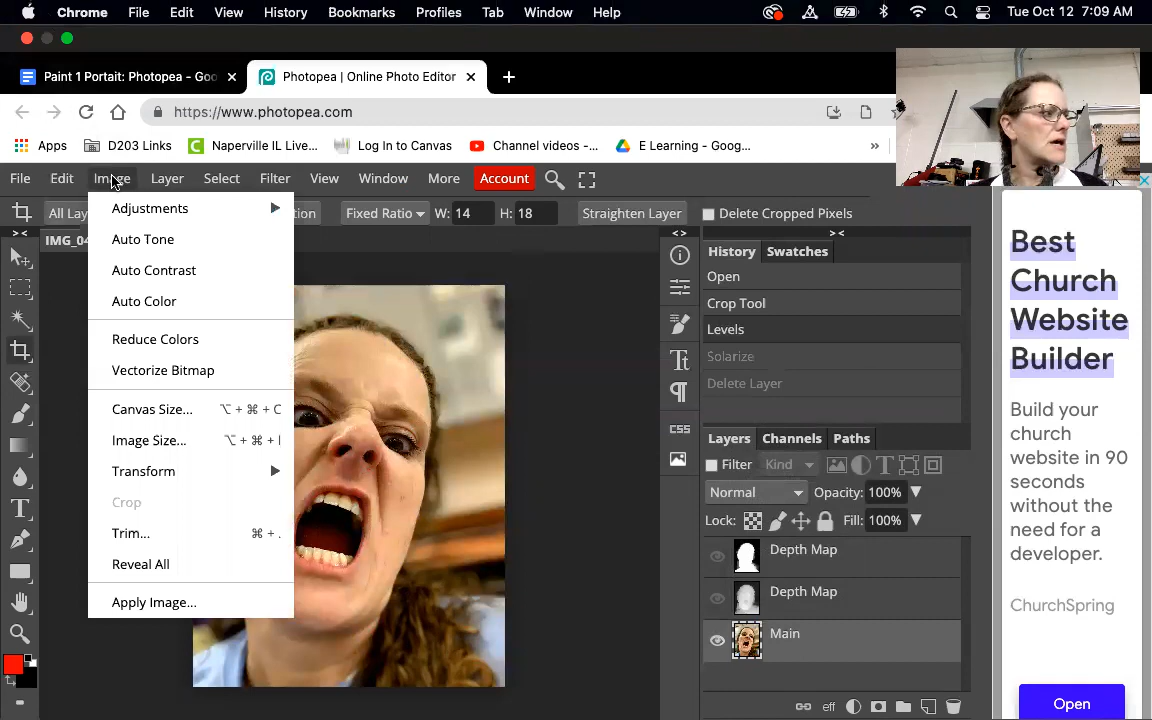 Chrome File Edit View History Bookmarks Profiles Tab Window Help Tue Oct 12 7:09 AM
Paint 1 Portait: Photopea - Goo Photopea | Online Photo Editor
https://www.photopea.com
Apps D203 Links Naperville IL Live... Log In to Canvas Channel videos -... E Learning - Goog... »
File Edit Image Layer Select Filter View Window More Account
All Lay tion Fixed Ratio W: 14 H: 18 Straighten Layer Delete Cropped Pixels
IMG_04
Adjustments
Auto Tone
Auto Contrast
Auto Color
Reduce Colors
Vectorize Bitmap
Canvas Size... ⌥ + ⌘ + C
Image Size... ⌥ + ⌘ + I
Transform
Crop
Trim... ⌘ + .
Reveal All
Apply Image...
CSS
History Swatches
Open
Crop Tool
Levels
Solarize
Delete Layer
Layers Channels Paths
Filter Kind
Normal Opacity: 100%
Lock: Fill: 100%
Depth Map
Depth Map
Main
eff
Best
Church
Website
Builder
Build your
church
website in 90
seconds
without the
need for a
developer.
ChurchSpring
Open